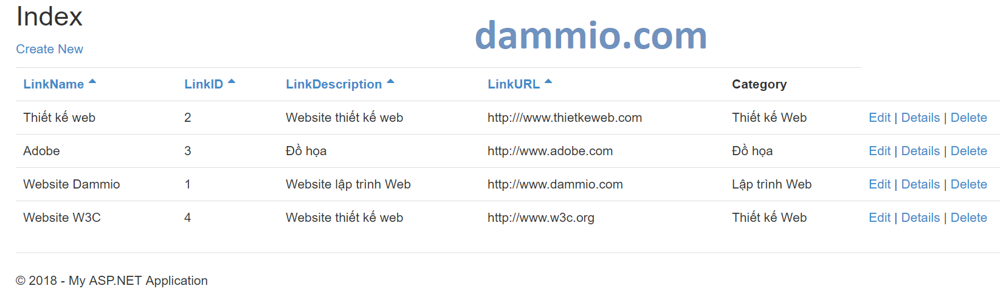 Index
dammio.com
Create New
LinkName LinkID LinkDescription LinkURL Category
Thiết kế web 2 Website thiết kế web http:///www.thietkeweb.com Thiết kế Web Edit | Details | Delete
Adobe 3 Đồ họa http://www.adobe.com Đồ họa Edit | Details | Delete
Website Dammio 1 Website lập trình Web http://www.dammio.com Lập trình Web Edit | Details | Delete
Website W3C 4 Website thiết kế web http://www.w3c.org Thiết kế Web Edit | Details | Delete
© 2018 - My ASP.NET Application